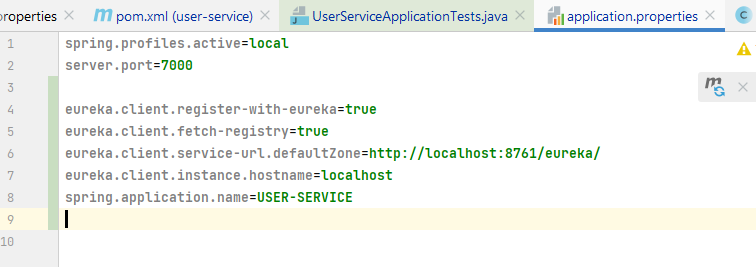 roperties
pom.xml (user-service)
UserServiceApplicationTests.java
application.properties
C
1 spring.profiles.active=local
2 server.port=7000
3
4 eureka.client.register-with-eureka=true
5 eureka.client.fetch-registry=true
6 eureka.client.service-url.defaultZone=http://localhost:8761/eureka/
7 eureka.client.instance.hostname=localhost
8 spring.application.name=USER-SERVICE
9
10